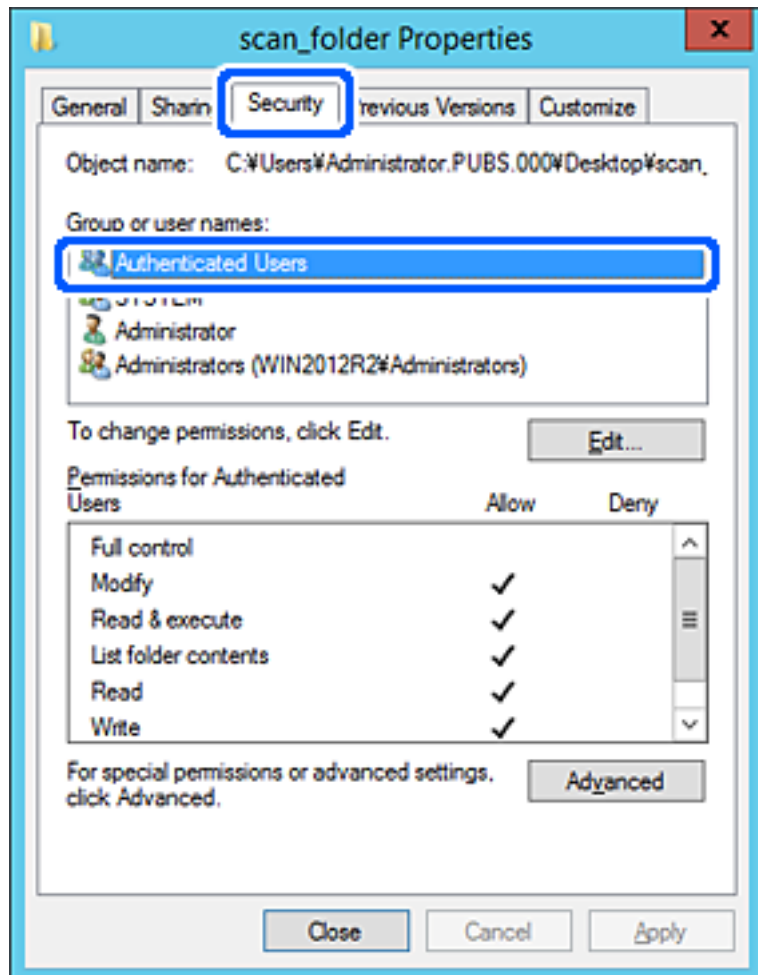 scan_folder Properties
x
General Security Versions Customize
Object name: C:¥Users¥Administrator.PUBS.000¥Desktop¥scan_
Group or user names:
Authenticated Users
SYSTEM
Administrator
Administrators (WIN2012R2¥Administrators)
To change permissions, click Edit.
Edit...
Permissions for Authenticated
Users Allow Deny
Full control
Modify
Read & execute
List folder contents
Read
Write
For special permissions or advanced settings,
click Advanced.
Advanced
Close Cancel Apply